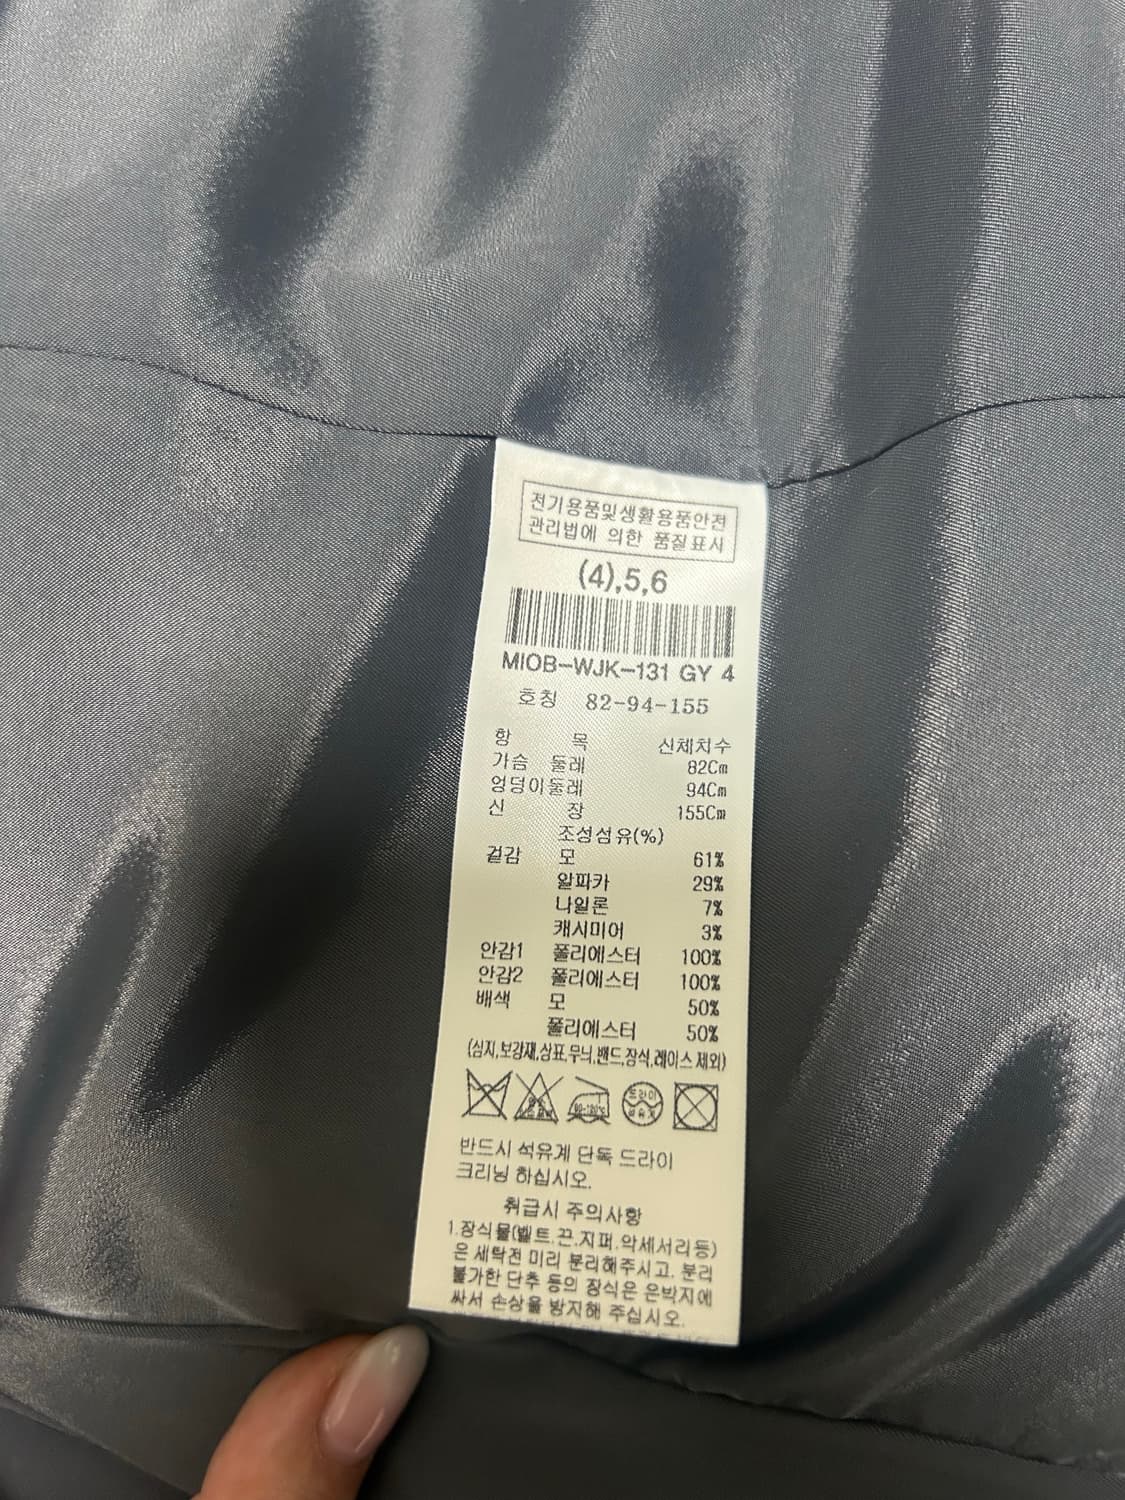 전기용품및생활용품안전
관리법에 의한 품질표시
(4),5,6
MIOB-WJK-131 GY 4
호칭 82-94-155
항 목 신체치수
가슴 둘레 82Cm
엉덩이둘레 94Cm
신 장 155Cm
조성섬유(%)
겉감 모 61%
알파카 29%
나일론 7%
캐시미어 3%
안감1 폴리에스터 100%
안감2 폴리에스터 100%
배색 모 50%
폴리에스터 50%
(심지,보강재,상표,무늬,밴드,장식,레이스 제외)
드라이
반드시 석유계 단독 드라이
크리닝 하십시오.
취급시 주의사항
1.장식물(벨트.끈.지퍼.악세서리등)
은 세탁전 미리 분리해주시고. 분리
불가한 단추 등의 장식은 은박지에
싸서 손상을 방지해 주십시오.